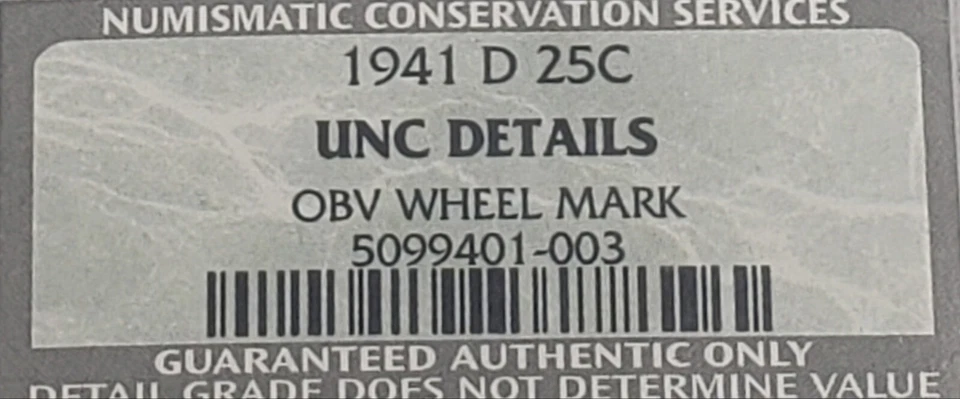 NUMISMATIC CONSERVATION SERVICES
1941 D 25C
UNC DETAILS
OBV WHEEL MARK
5099401-003
GUARANTEED AUTHENTIC ONLY
DETAIL GRADE DOES NOT DETERMINE VALUE